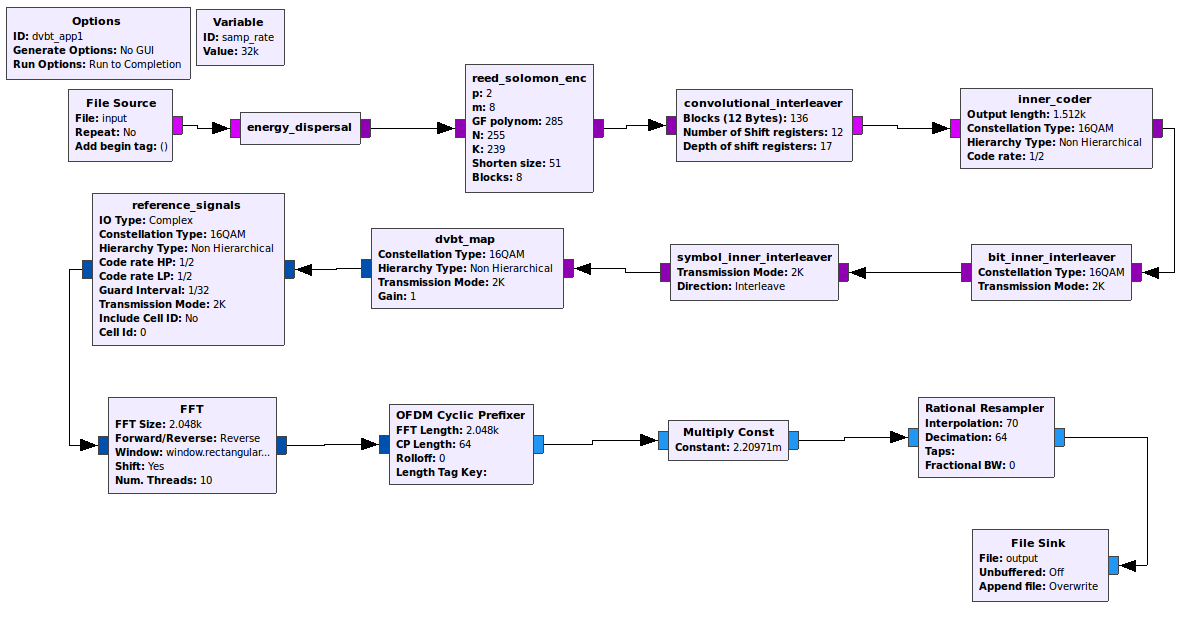 Options
ID: dvbt_app1
Generate Options: No GUI
Run Options: Run to Completion
Variable
ID: samp_rate
Value: 32k
File Source
File: input
Repeat: No
Add begin tag: ()
energy_dispersal
reed_solomon_enc
p: 2
m: 8
GF polynom: 285
N: 255
K: 239
Shorten size: 51
Blocks: 8
convolutional_interleaver
Blocks (12 Bytes): 136
Number of Shift registers: 12
Depth of shift registers: 17
inner_coder
Output length: 1.512k
Constellation Type: 16QAM
Hierarchy Type: Non Hierarchical
Code rate: 1/2
reference_signals
IO Type: Complex
Constellation Type: 16QAM
Hierarchy Type: Non Hierarchical
Code rate HP: 1/2
Code rate LP: 1/2
Guard Interval: 1/32
Transmission Mode: 2K
Include Cell ID: No
Cell Id: 0
dvbt_map
Constellation Type: 16QAM
Hierarchy Type: Non Hierarchical
Transmission Mode: 2K
Gain: 1
symbol_inner_interleaver
Transmission Mode: 2K
Direction: Interleave
bit_inner_interleaver
Constellation Type: 16QAM
Transmission Mode: 2K
FFT
FFT Size: 2.048k
Forward/Reverse: Reverse
Window: window.rectangular...
Shift: Yes
Num. Threads: 10
OFDM Cyclic Prefixer
FFT Length: 2.048k
CP Length: 64
Rolloff: 0
Length Tag Key:
Multiply Const
Constant: 2.20971m
Rational Resampler
Interpolation: 70
Decimation: 64
Taps:
Fractional BW: 0
File Sink
File: output
Unbuffered: Off
Append file: Overwrite